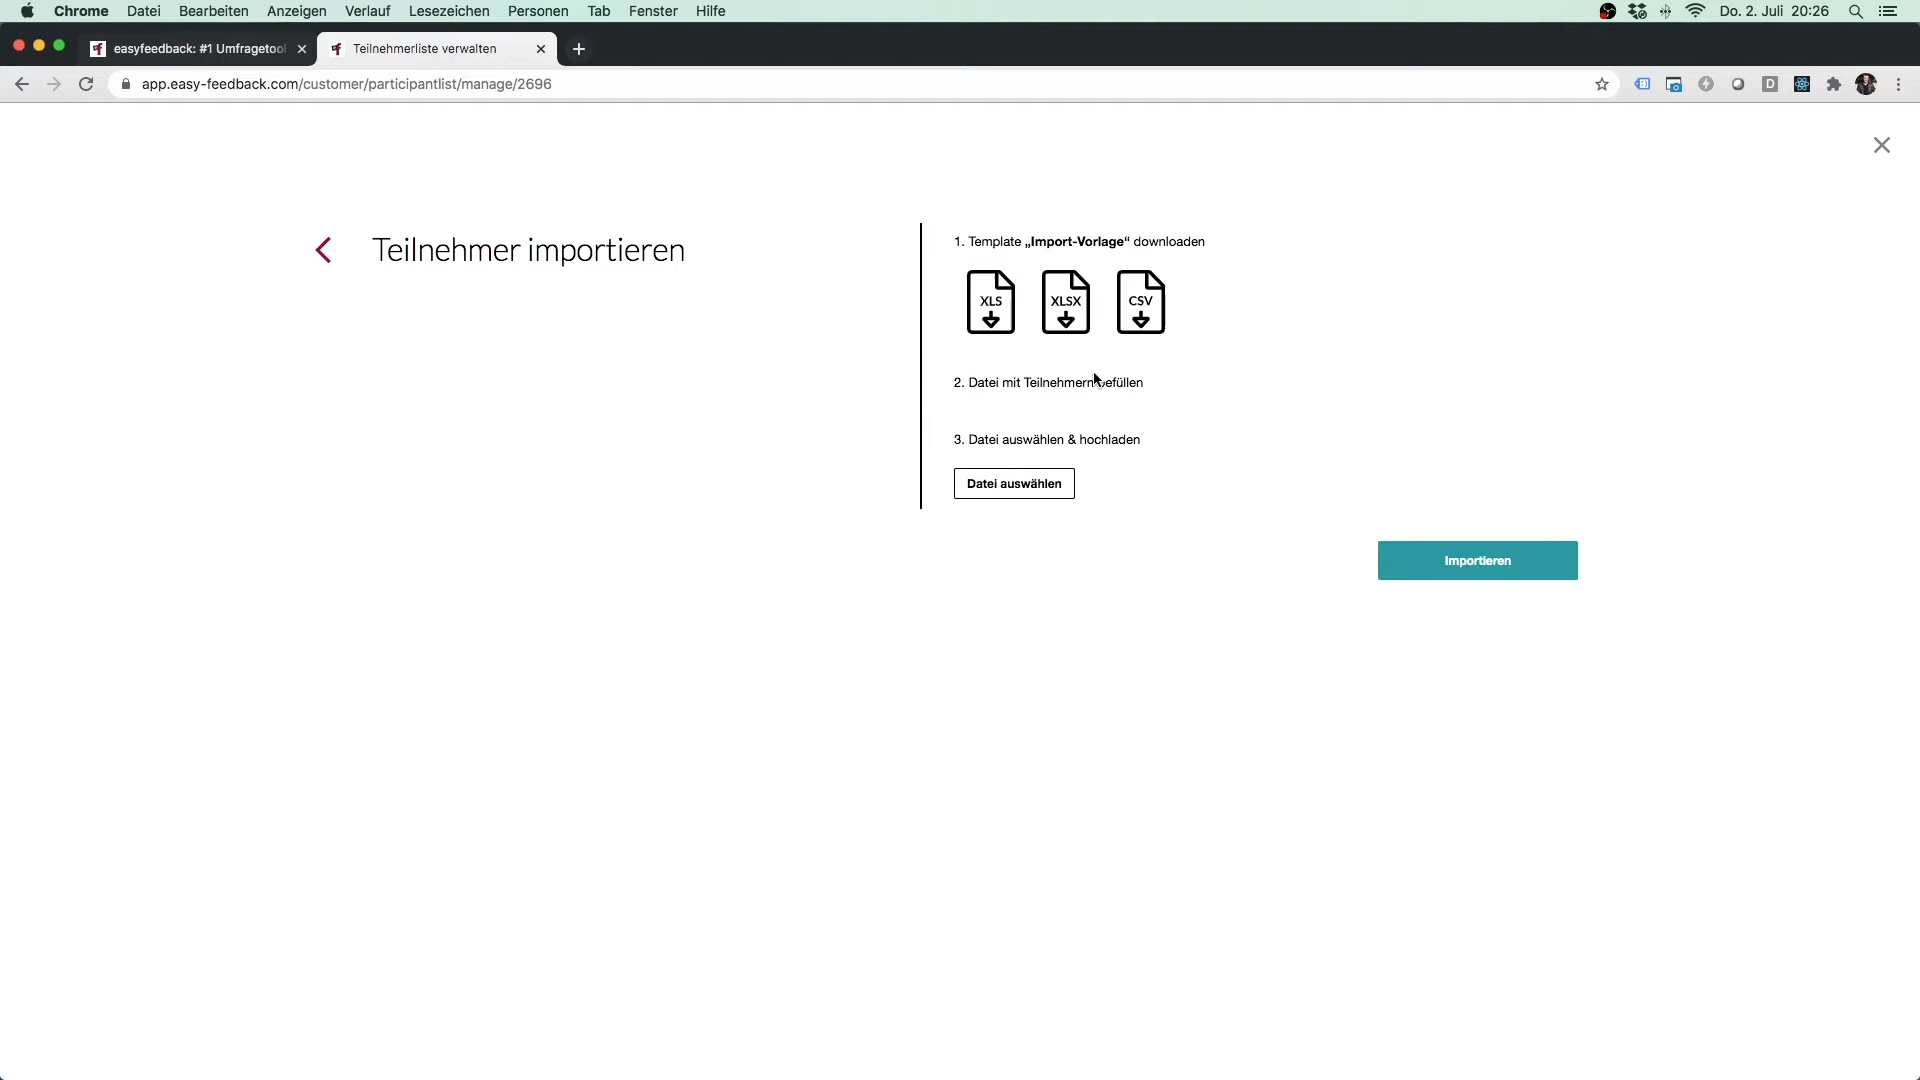 Chrome Datei Bearbeiten Anzeigen Verlauf Lesezeichen Personen Tab Fenster Hilfe Do. 2. Juli 20:26
easyfeedback: #1 Umfragetool Teilnehmerliste verwalten
app.easy-feedback.com/customer/participantlist/manage/2696
D
Teilnehmer importieren
1. Template „Import-Vorlage“ downloaden
XLS XLSX CSV
2. Datei mit Teilnehmern befüllen
3. Datei auswählen & hochladen
Datei auswählen
Importieren